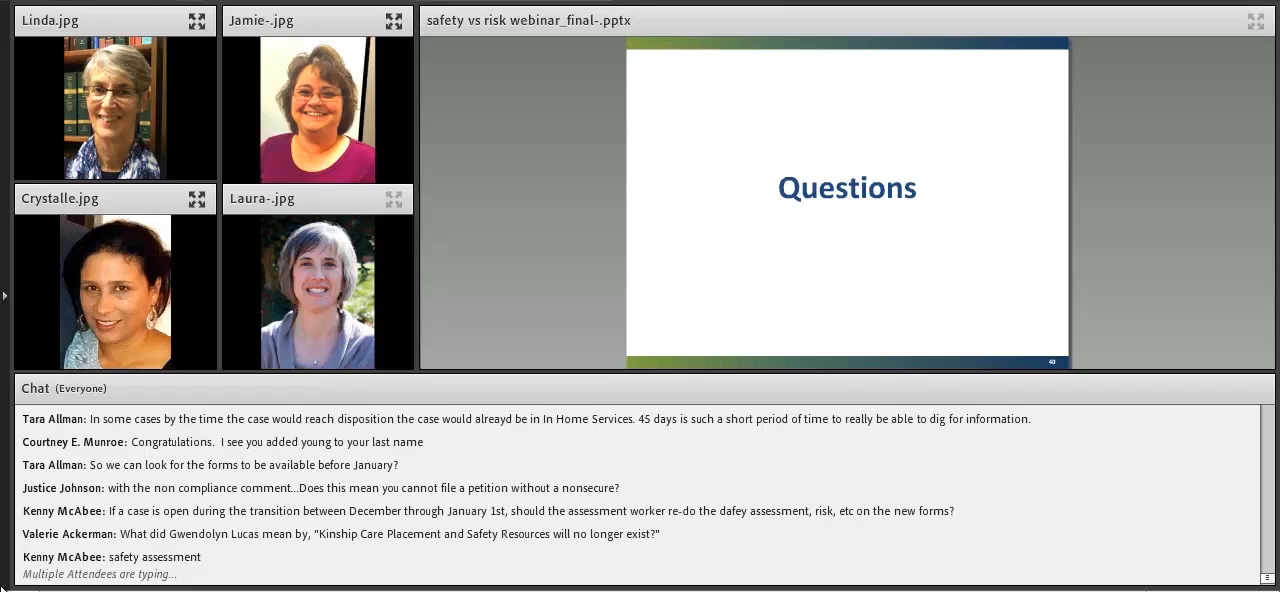 Linda.jpg
Jamie-.jpg
safety vs risk webinar_final-.pptx
Crystalle.jpg
Laura-.jpg
Questions
40
Chat (Everyone)
Tara Allman: In some cases by the time the case would reach disposition the case would alreayd be in In Home Services. 45 days is such a short period of time to really be able to dig for information.
Courtney E. Munroe: Congratulations. I see you added young to your last name
Tara Allman: So we can look for the forms to be available before January?
Justice Johnson: with the non compliance comment...Does this mean you cannot file a petition without a nonsecure?
Kenny McAbee: If a case is open during the transition between December through January 1st, should the assessment worker re-do the dafey assessment, risk, etc on the new forms?
Valerie Ackerman: What did Gwendolyn Lucas mean by, "Kinship Care Placement and Safety Resources will no longer exist?"
Kenny McAbee: safety assessment
Multiple Attendees are typing...